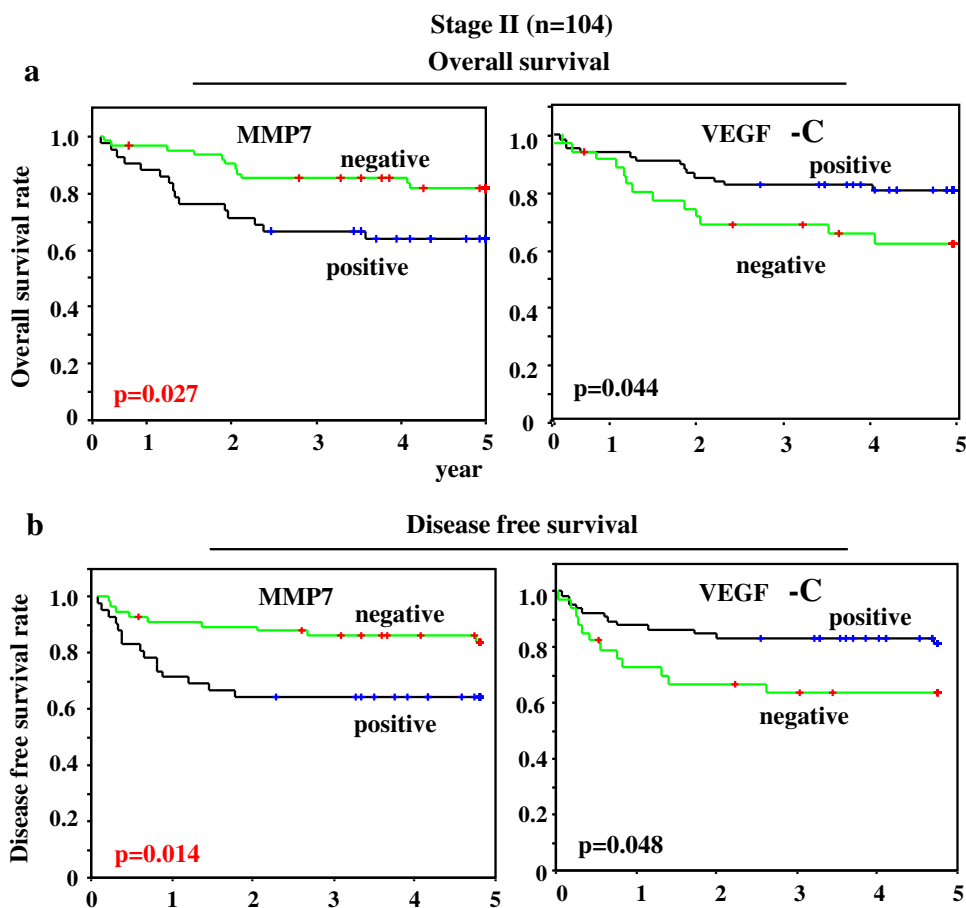 Stage II (n=104)
a
Overall survival
MMP7
negative
positive
p=0.027
Overall survival rate
1.0
0.8
0.6
0.4
0.2
0
0 1 2 3 4 5
year
VEGF -C
positive
negative
p=0.044
1.0
0.8
0.6
0.4
0.2
0
0 1 2 3 4 5
b
Disease free survival
MMP7
negative
positive
p=0.014
Disease free survival rate
1.0
0.8
0.6
0.4
0.2
0
0 1 2 3 4 5
VEGF -C
positive
negative
p=0.048
1.0
0.8
0.6
0.4
0.2
0
0 1 2 3 4 5